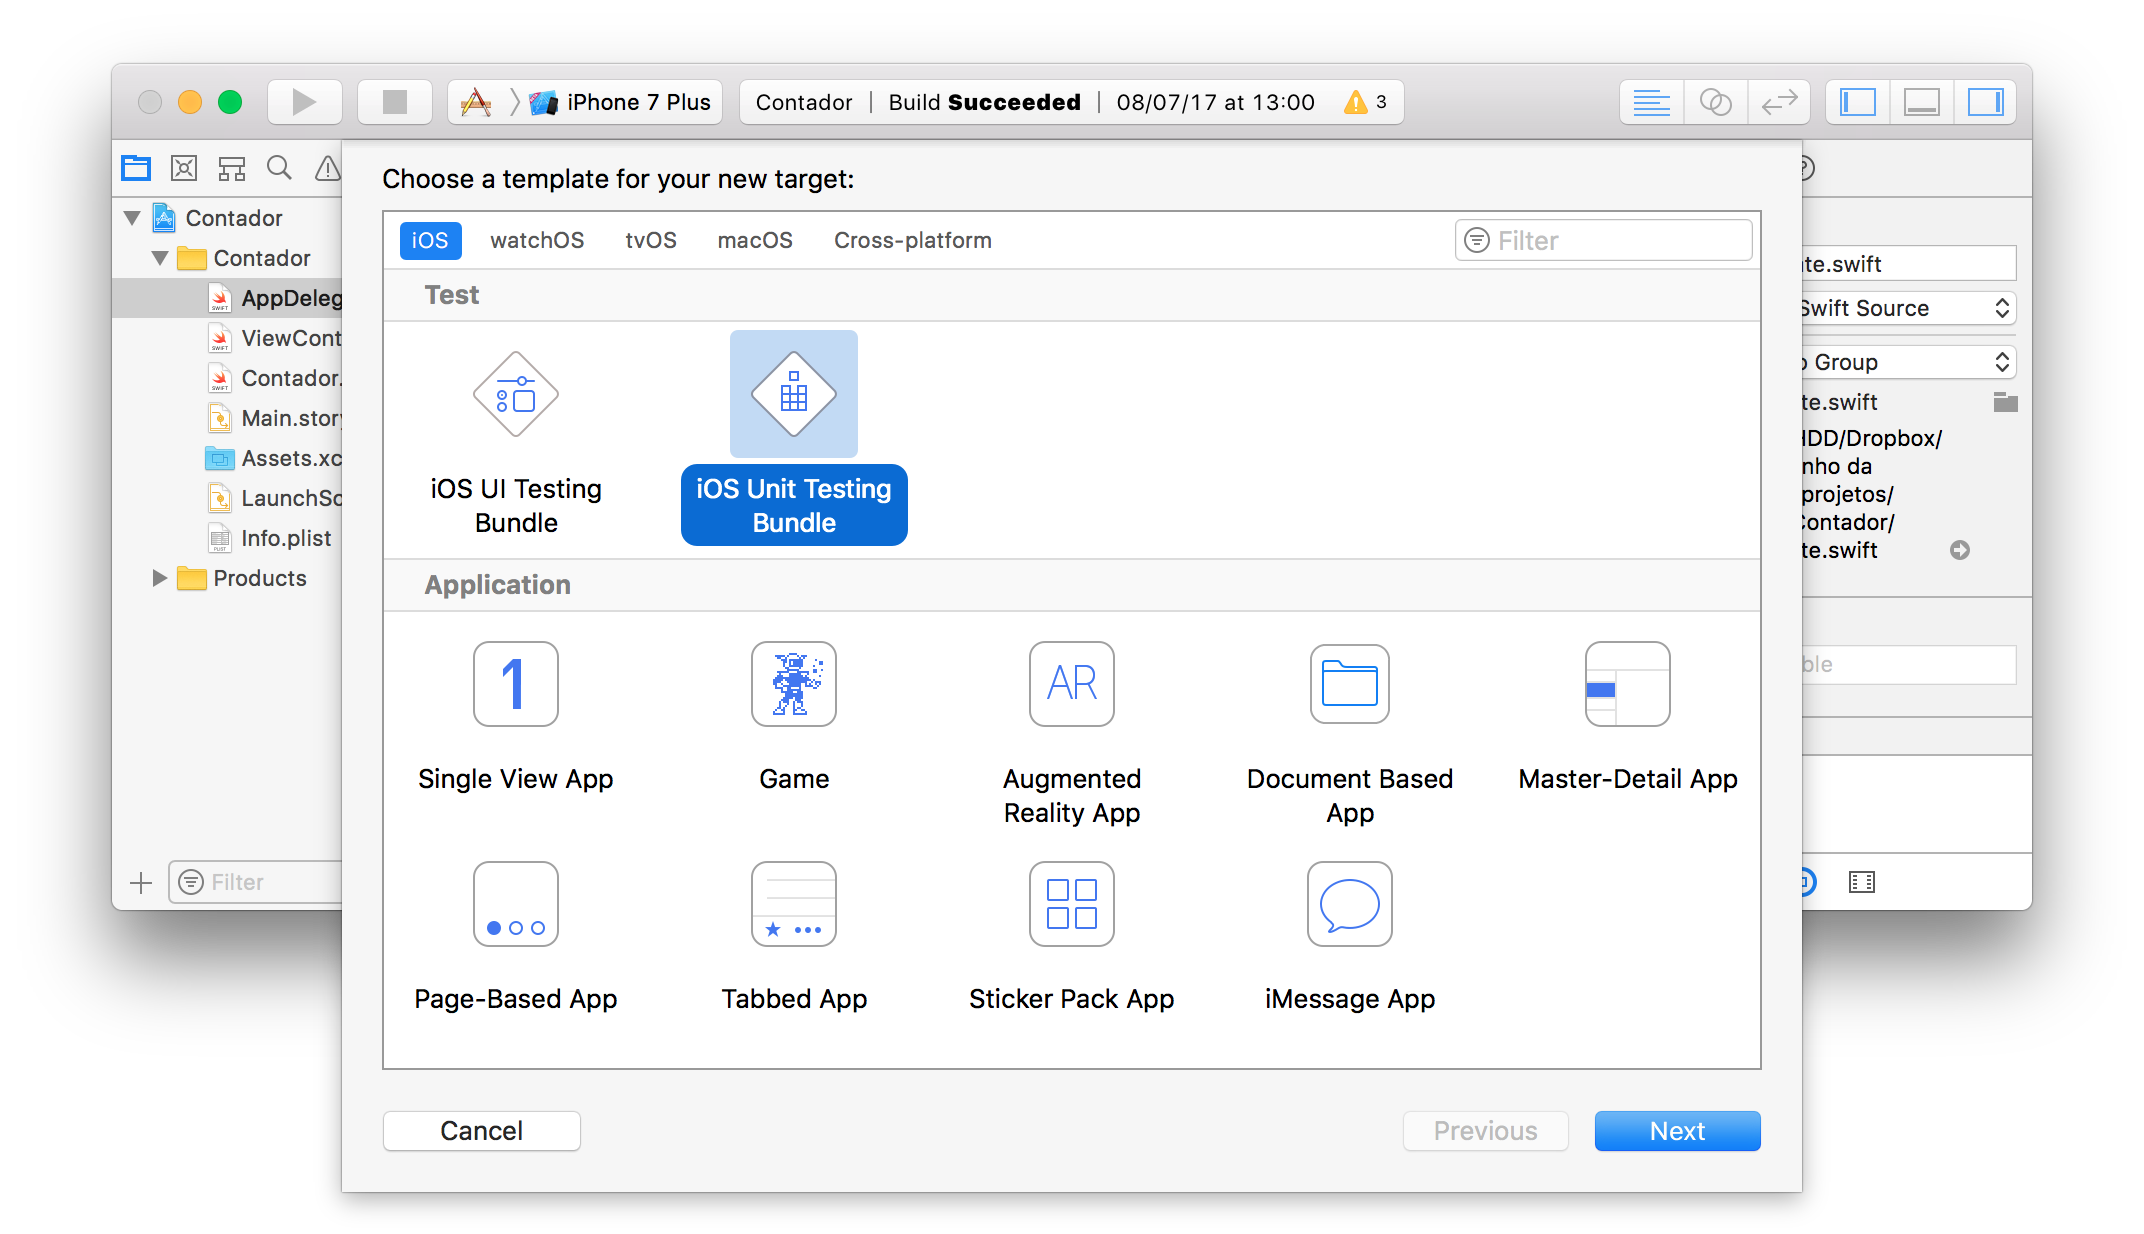 iPhone 7 Plus
Contador | Build Succeeded | 08/07/17 at 13:00 3
Contador
Contador
AppDeleg
ViewCont
Contador.
Main.stor
Assets.xc
LaunchSc
Info.plist
Products
Filter
Choose a template for your new target:
iOS watchOS tvOS macOS Cross-platform Filter
Test
iOS UI Testing
Bundle
iOS Unit Testing
Bundle
Application
1
Single View App
Game
AR
Augmented
Reality App
Document Based
App
Master-Detail App
Page-Based App
Tabbed App
Sticker Pack App
iMessage App
Cancel
Previous
Next
te.swift
Swift Source
Group
te.swift
HDD/Dropbox/
nho da
projetos/
Contador/
te.swift
ble